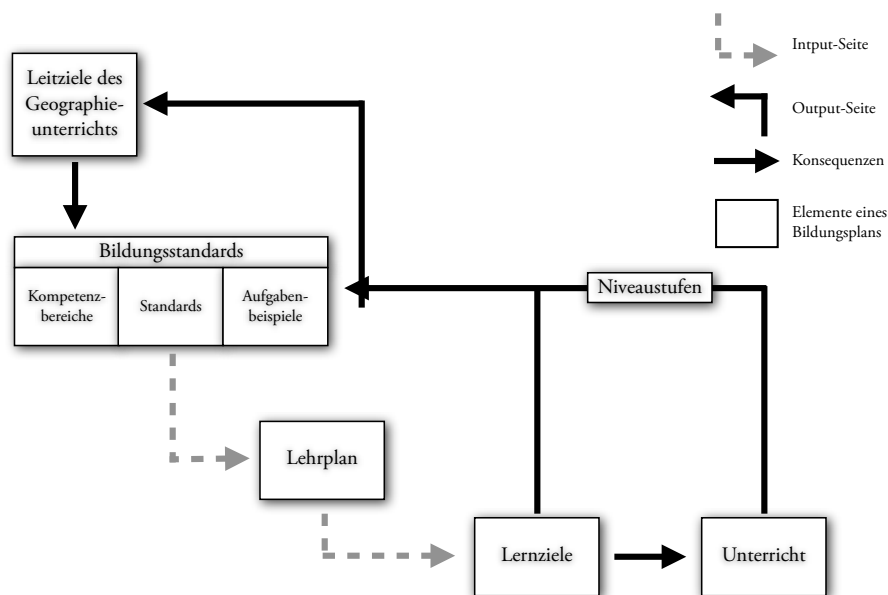 Intput-Seite
Leitziele des
Geographie-
unterrichts
Output-Seite
Konsequenzen
Elemente eines
Bildungsplans
Bildungsstandards
Kompetenz-
bereiche
Standards
Aufgaben-
beispiele
Niveaustufen
Lehrplan
Lernziele
Unterricht